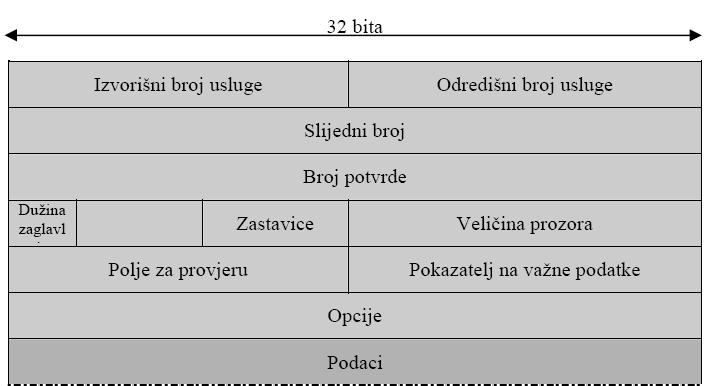 32 bita
Izvorišni broj usluge
Odredišni broj usluge
Slijedni broj
Broj potvrde
Dužina
zaglavl
Zastavice
Veličina prozora
Polje za provjeru
Pokazatelj na važne podatke
Opcije
Podaci